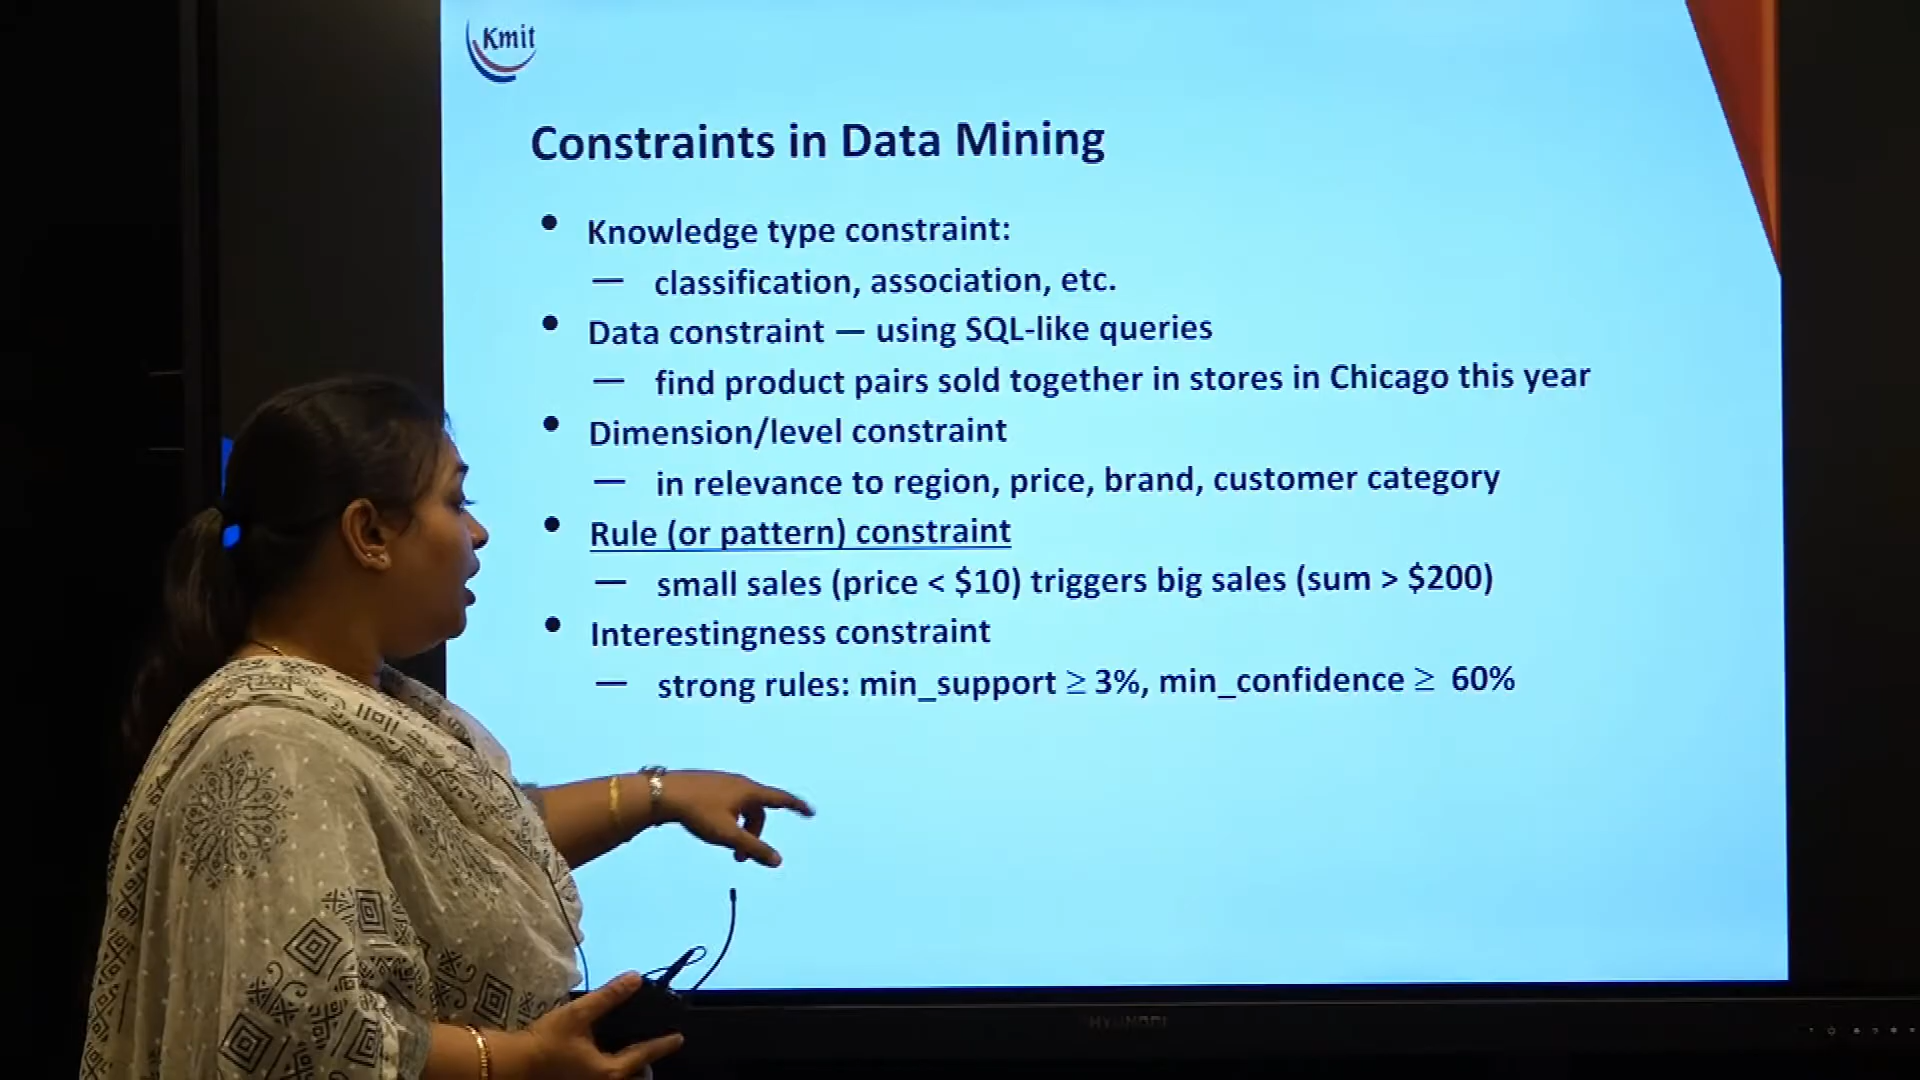 Kmit
Constraints in Data Mining
• Knowledge type constraint:
— classification, association, etc.
• Data constraint — using SQL-like queries
— find product pairs sold together in stores in Chicago this year
• Dimension/level constraint
— in relevance to region, price, brand, customer category
• Rule (or pattern) constraint
— small sales (price < $10) triggers big sales (sum > $200)
• Interestingness constraint
— strong rules: min_support ≥ 3%, min_confidence ≥ 60%
HYUNDAI